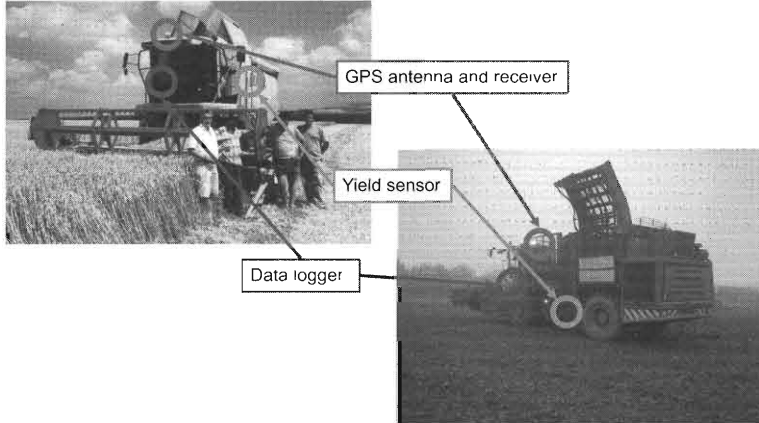 GPS antenna and receiver
Yield sensor
Data logger